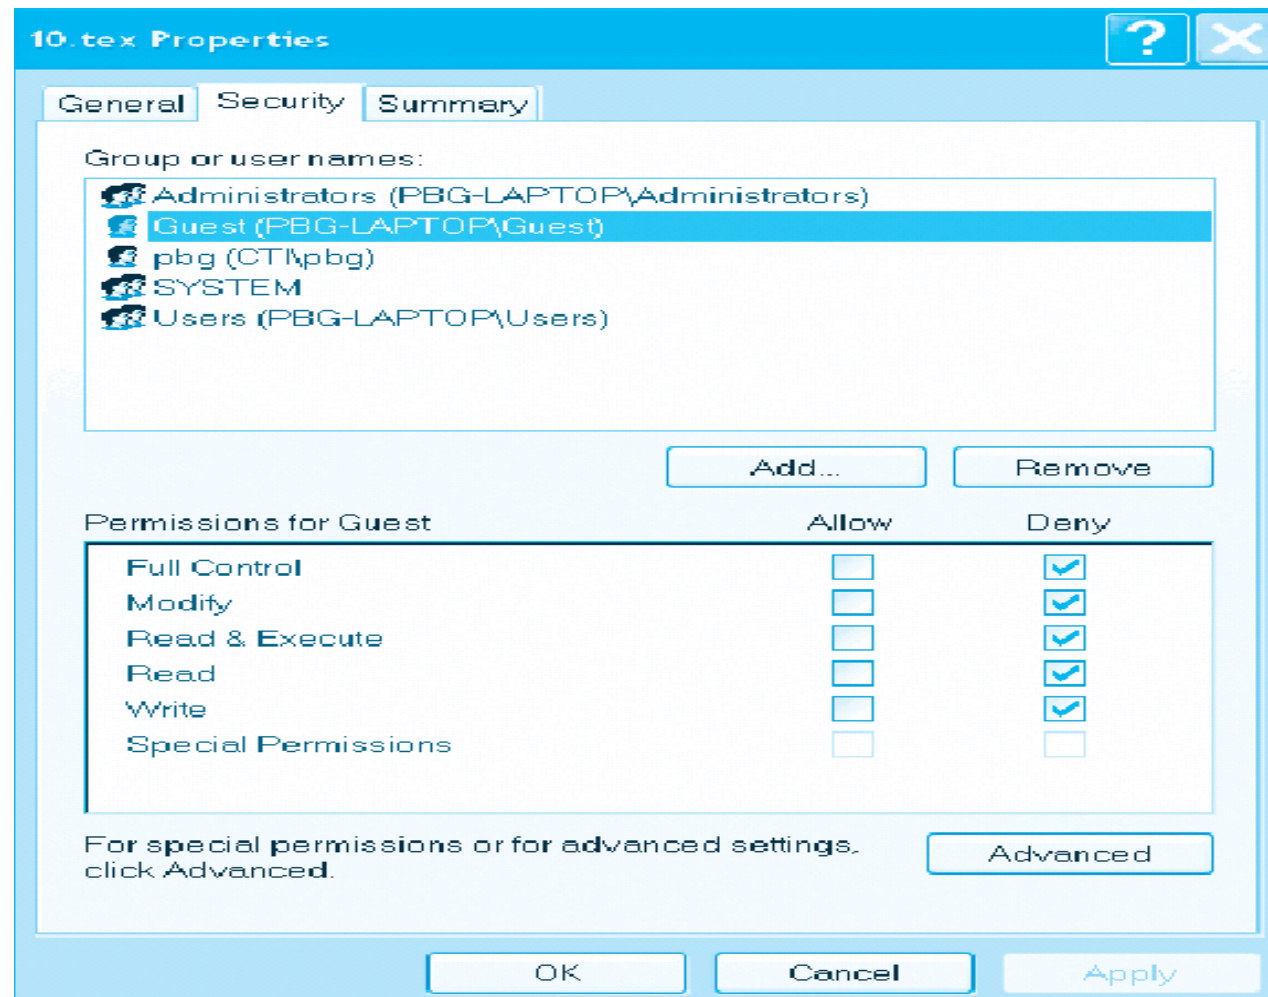 10.tex Properties
?
General Security Summary
Group or user names:
Administrators (PBG-LAPTOP\Administrators)
Guest (PBG-LAPTOP\Guest)
pbg (CTI\pbg)
SYSTEM
Users (PBG-LAPTOP\Users)
Add... Remove
Permissions for Guest Allow Deny
Full Control
Modify
Read & Execute
Read
Write
Special Permissions
For special permissions or for advanced settings,
click Advanced.
Advanced
OK Cancel Apply